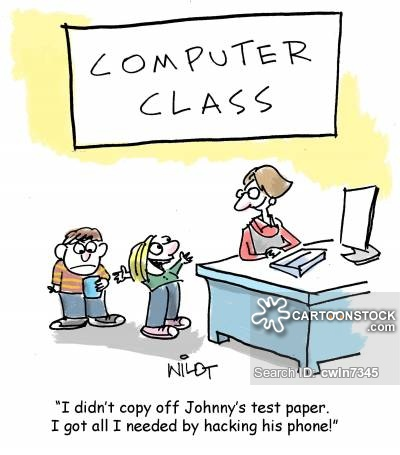 COMPUTER
CLASS
CARTOONSTOCK
.com
WILDT
Search ID: cwln7345
"I didn't copy off Johnny's test paper.
I got all I needed by hacking his phone!"